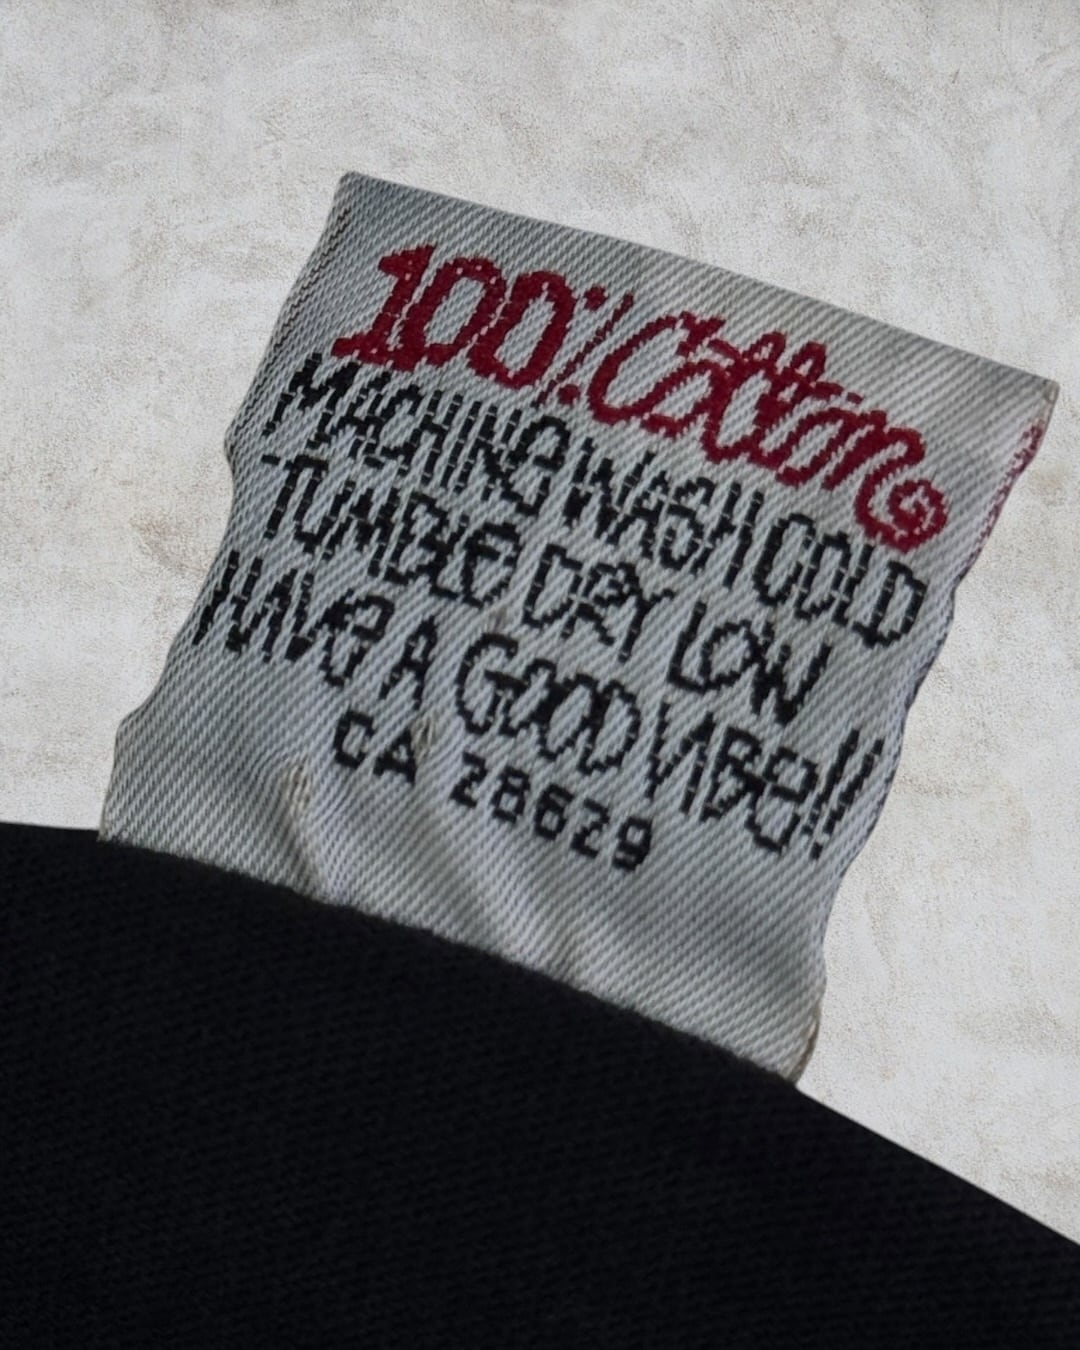 100% Cotton
MACHINE WASH COLD
TUMBLE DRY LOW
HAVE A GOOD VIBE!!
CA 28629